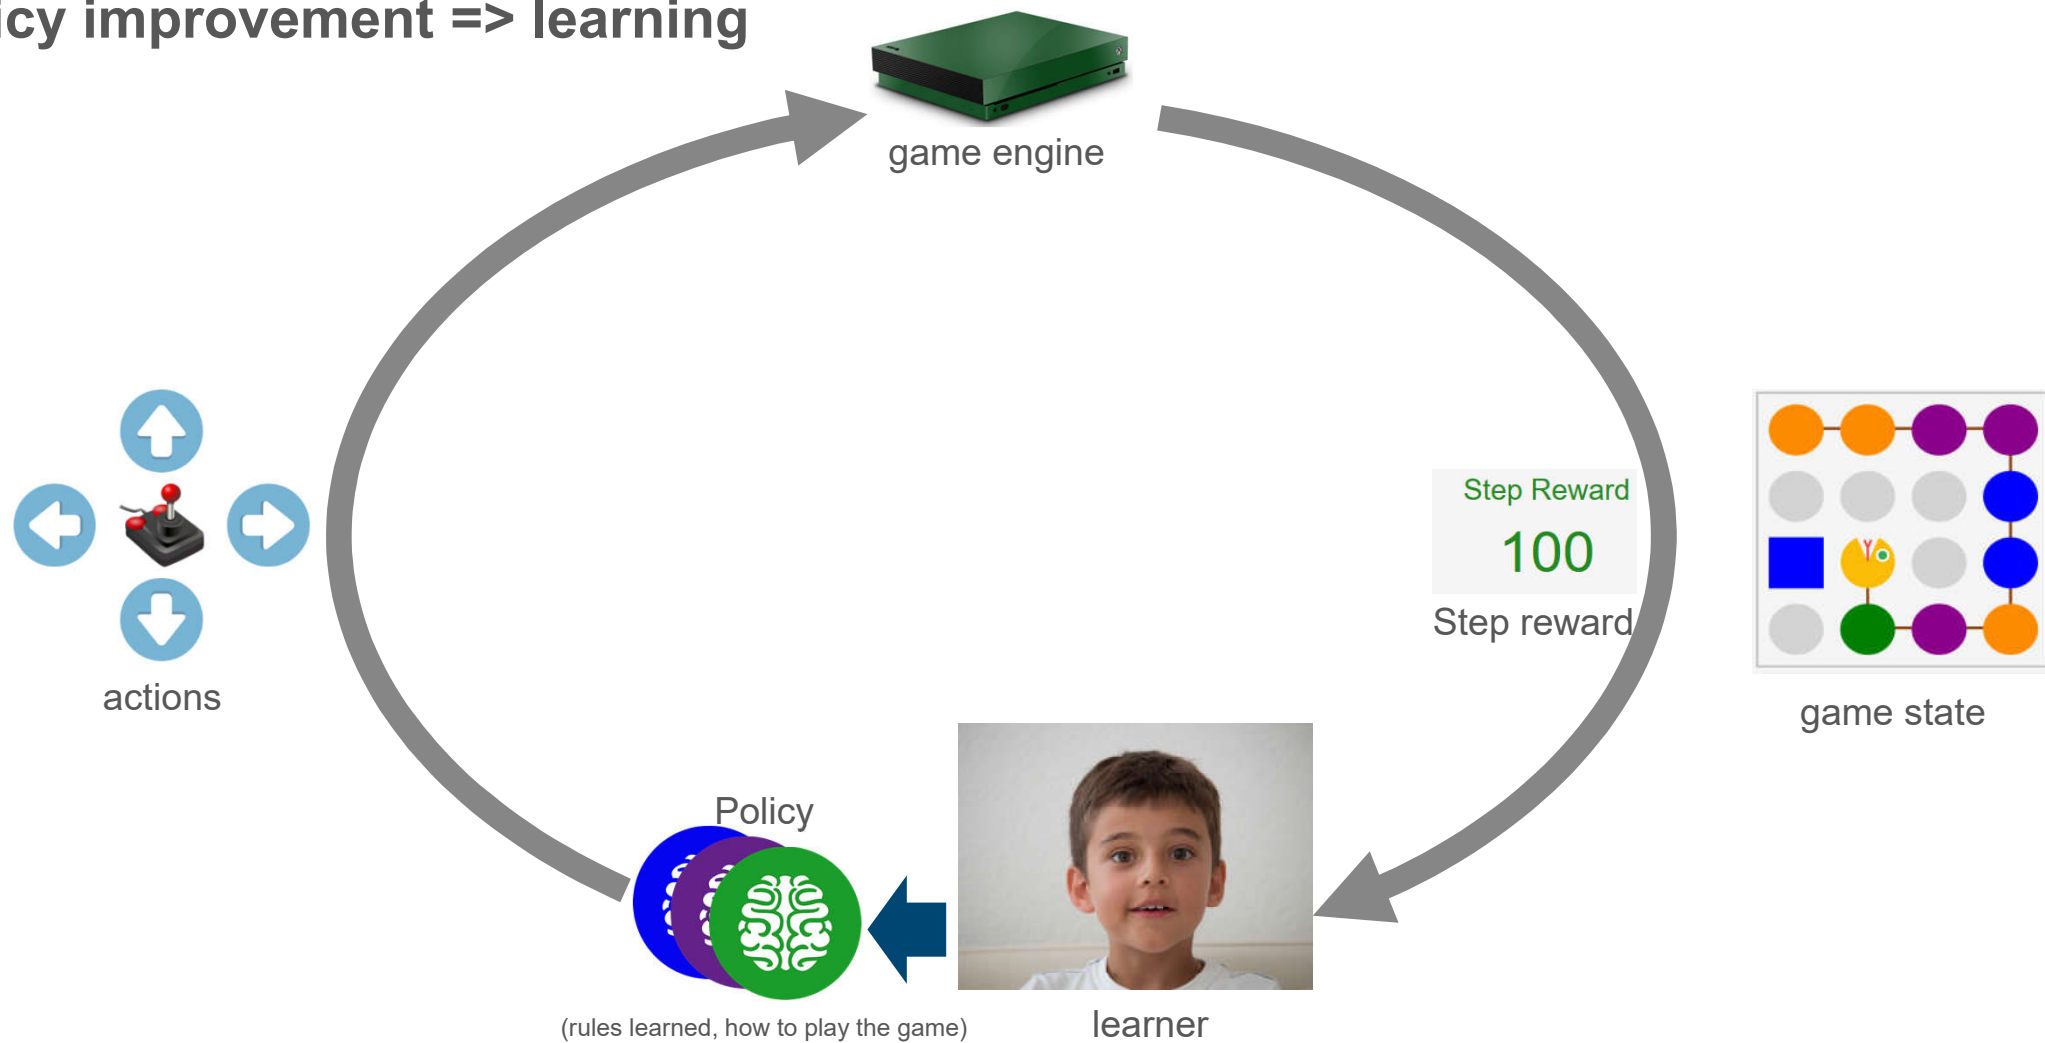 icy improvement => learning
game engine
Step Reward
100
Step reward
actions
game state
Policy
(rules learned, how to play the game)
learner